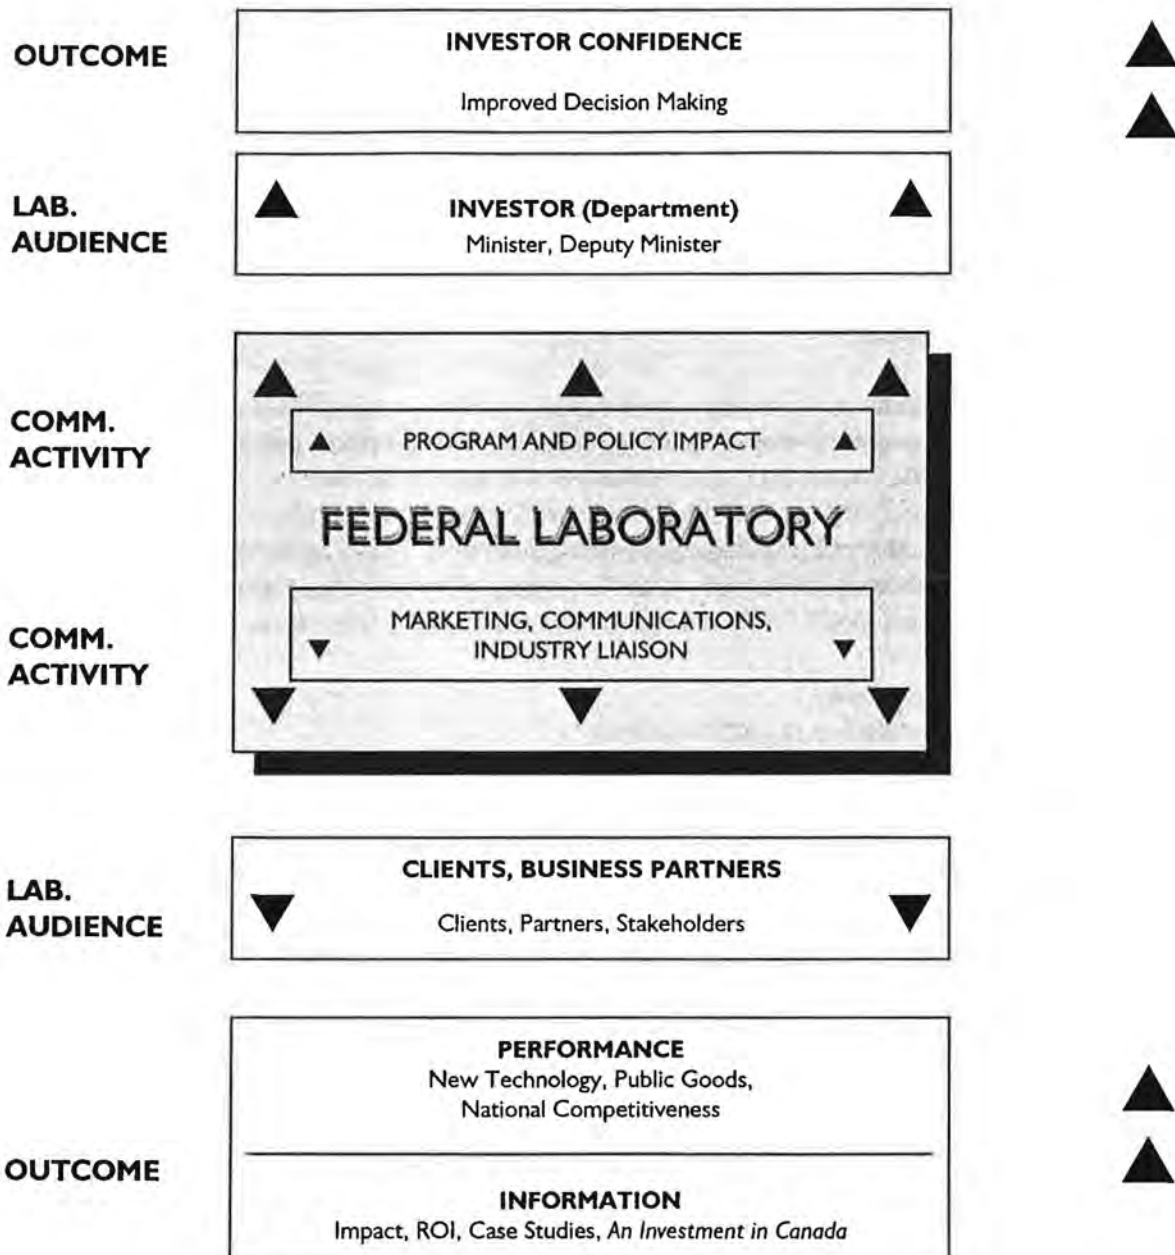 OUTCOME
INVESTOR CONFIDENCE
Improved Decision Making
LAB.
AUDIENCE
INVESTOR (Department)
Minister, Deputy Minister
COMM.
ACTIVITY
PROGRAM AND POLICY IMPACT
FEDERAL LABORATORY
COMM.
ACTIVITY
MARKETING, COMMUNICATIONS,
INDUSTRY LIAISON
LAB.
AUDIENCE
CLIENTS, BUSINESS PARTNERS
Clients, Partners, Stakeholders
OUTCOME
PERFORMANCE
New Technology, Public Goods,
National Competitiveness
INFORMATION
Impact, ROI, Case Studies, An Investment in Canada